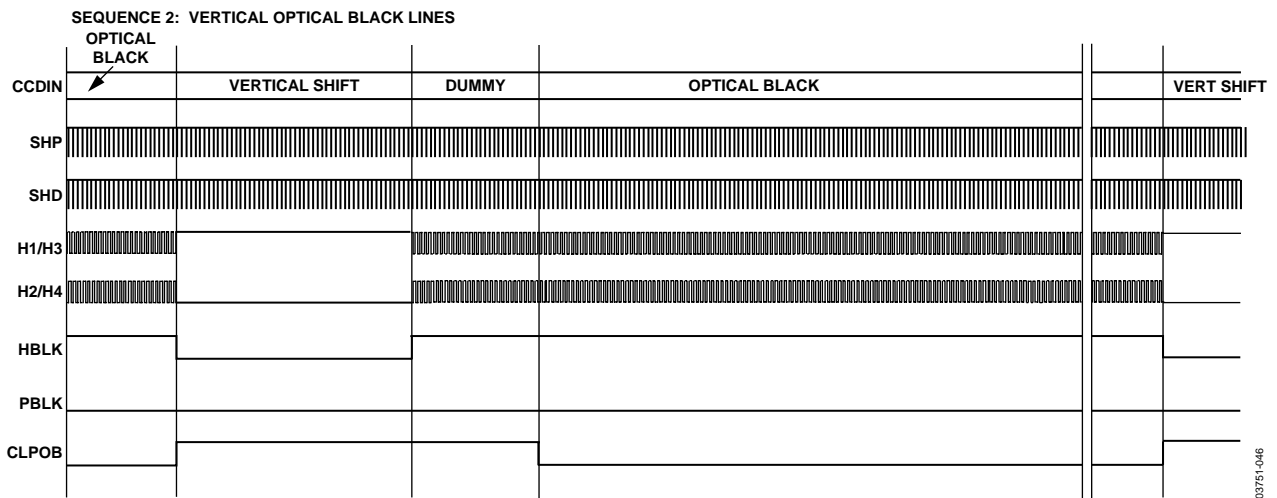 SEQUENCE 2: VERTICAL OPTICAL BLACK LINES
OPTICAL
BLACK
CCDIN
VERTICAL SHIFT
DUMMY
OPTICAL BLACK
VERT SHIFT
SHP
SHD
H1/H3
H2/H4
HBLK
PBLK
CLPOB
03751-046